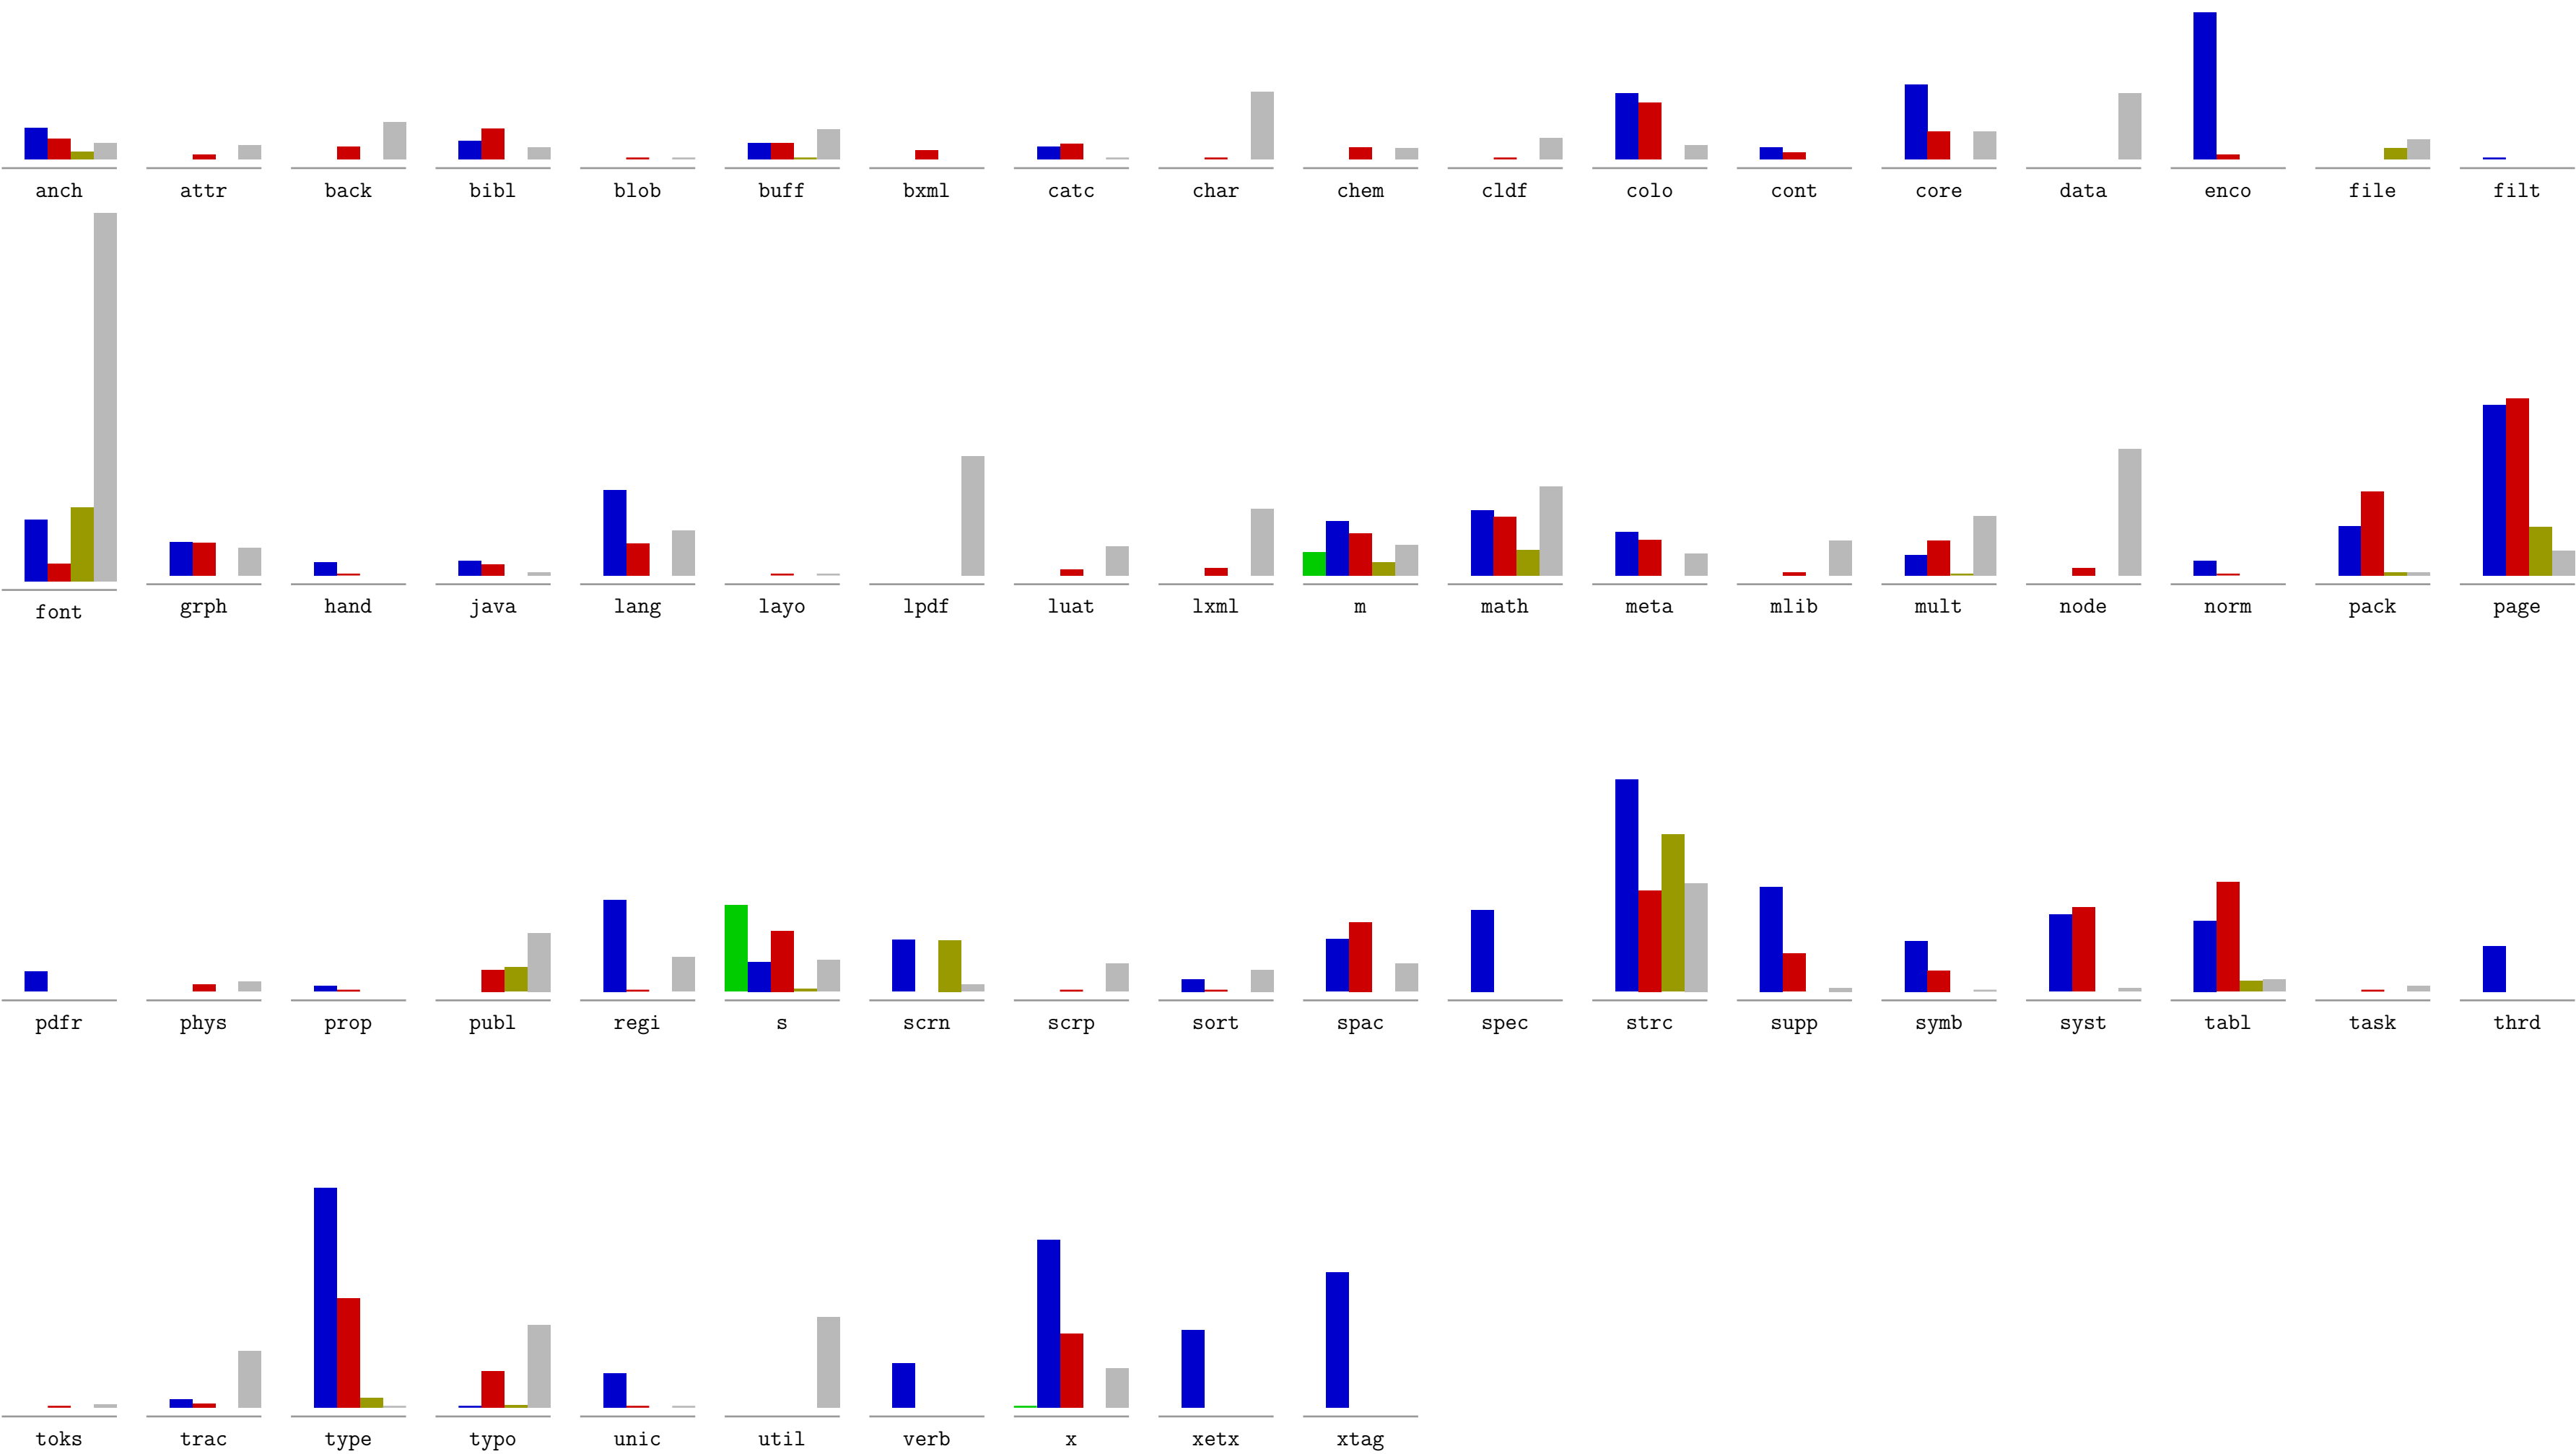 anch attr back bibl blob buff bxml catc char chem cldf colo cont core data enco file filt
font grph hand java lang layo lpdf luat lxml m math meta mlib mult node norm pack page
pdfr phys prop publ regi s scrn scrp sort spac spec strc supp symb syst tabl task thrd
toks trac type typo unic util verb x xetx xtag